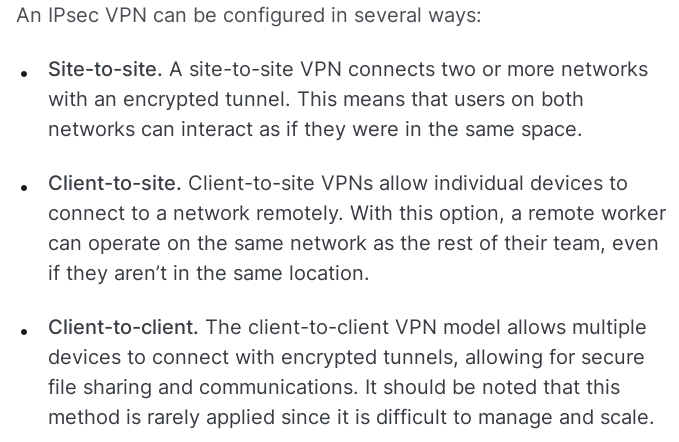 An IPsec VPN can be configured in several ways:
• Site-to-site. A site-to-site VPN connects two or more networks
with an encrypted tunnel. This means that users on both
networks can interact as if they were in the same space.
• Client-to-site. Client-to-site VPNs allow individual devices to
connect to a network remotely. With this option, a remote worker
can operate on the same network as the rest of their team, even
if they aren’t in the same location.
• Client-to-client. The client-to-client VPN model allows multiple
devices to connect with encrypted tunnels, allowing for secure
file sharing and communications. It should be noted that this
method is rarely applied since it is difficult to manage and scale.